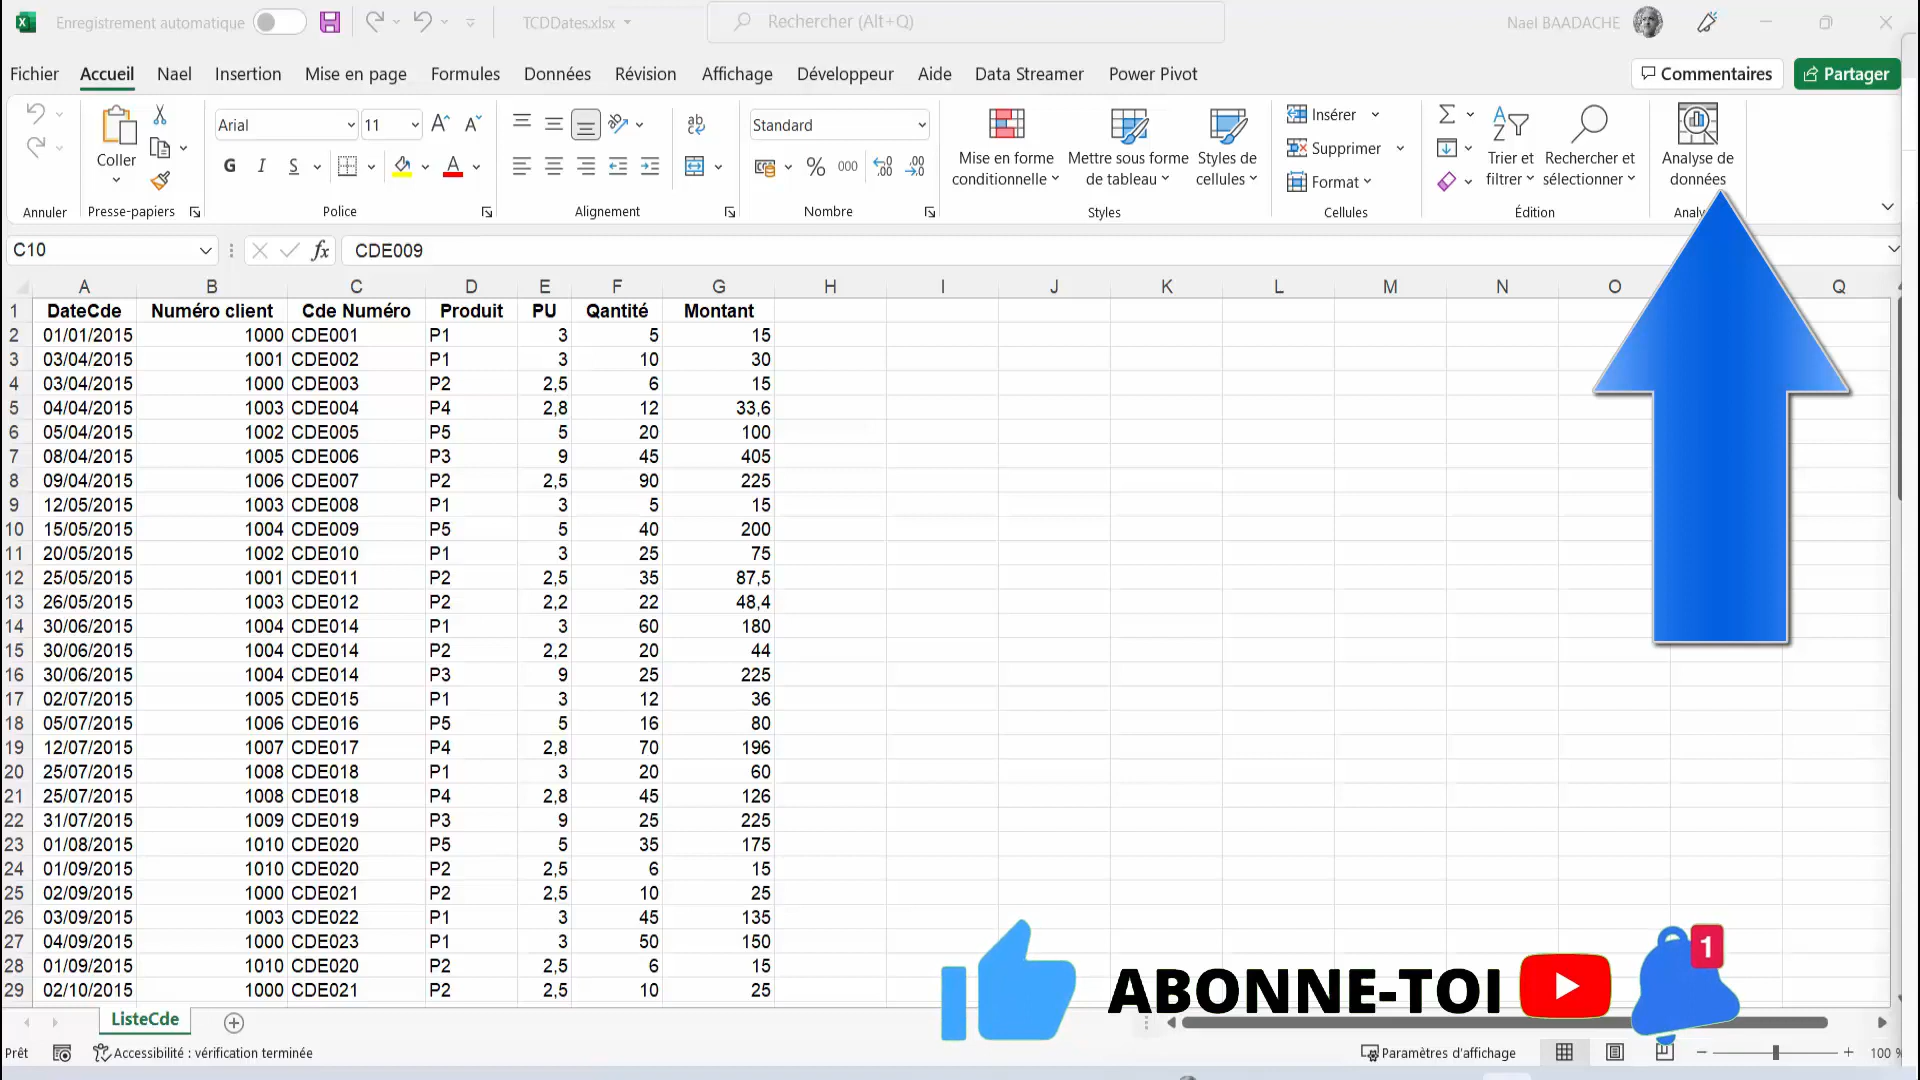 Enregistrement automatique
TCDDates.xlsx
Rechercher (Alt+Q)
Nael BAADACHE
Fichier Accueil Nael Insertion Mise en page Formules Données Révision Affichage Développeur Aide Data Streamer Power Pivot
Commentaires
Partager
Coller
Arial 11
G I S
A A
ab
Standard
% 000
Mise en forme conditionnelle
Mettre sous forme de tableau
Styles de cellules
Insérer
Supprimer
Format
Trier et filtrer
Rechercher et sélectionner
Analyse de données
Annuler Presse-papiers Police Alignement Nombre Styles Cellules Édition
C10
fx CDE009
A B C D E F G H I J K L M N O Q
1 DateCde Numéro client Cde Numéro Produit PU Qantité Montant
2 01/01/2015 1000 CDE001 P1 3 5 15
3 03/04/2015 1001 CDE002 P1 3 10 30
4 03/04/2015 1000 CDE003 P2 2,5 6 15
5 04/04/2015 1003 CDE004 P4 2,8 12 33,6
6 05/04/2015 1002 CDE005 P5 5 20 100
7 08/04/2015 1005 CDE006 P3 9 45 405
8 09/04/2015 1006 CDE007 P2 2,5 90 225
9 12/05/2015 1003 CDE008 P1 3 5 15
10 15/05/2015 1004 CDE009 P5 5 40 200
11 20/05/2015 1002 CDE010 P1 3 25 75
12 25/05/2015 1001 CDE011 P2 2,5 35 87,5
13 26/05/2015 1003 CDE012 P2 2,2 22 48,4
14 30/06/2015 1004 CDE014 P1 3 60 180
15 30/06/2015 1004 CDE014 P2 2,2 20 44
16 30/06/2015 1004 CDE014 P3 9 25 225
17 02/07/2015 1005 CDE015 P1 3 12 36
18 05/07/2015 1006 CDE016 P5 5 16 80
19 12/07/2015 1007 CDE017 P4 2,8 70 196
20 25/07/2015 1008 CDE018 P1 3 20 60
21 25/07/2015 1008 CDE018 P4 2,8 45 126
22 31/07/2015 1009 CDE019 P3 9 25 225
23 01/08/2015 1010 CDE020 P5 5 35 175
24 01/09/2015 1010 CDE020 P2 2,5 6 15
25 02/09/2015 1000 CDE021 P2 2,5 10 25
26 03/09/2015 1003 CDE022 P1 3 45 135
27 04/09/2015 1000 CDE023 P1 3 50 150
28 01/09/2015 1010 CDE020 P2 2,5 6 15
29 02/10/2015 1000 CDE021 P2 2,5 10 25
ABONNE-TOI
1
ListeCde
Prêt
Accessibilité : vérification terminée
Paramètres d'affichage
100 %